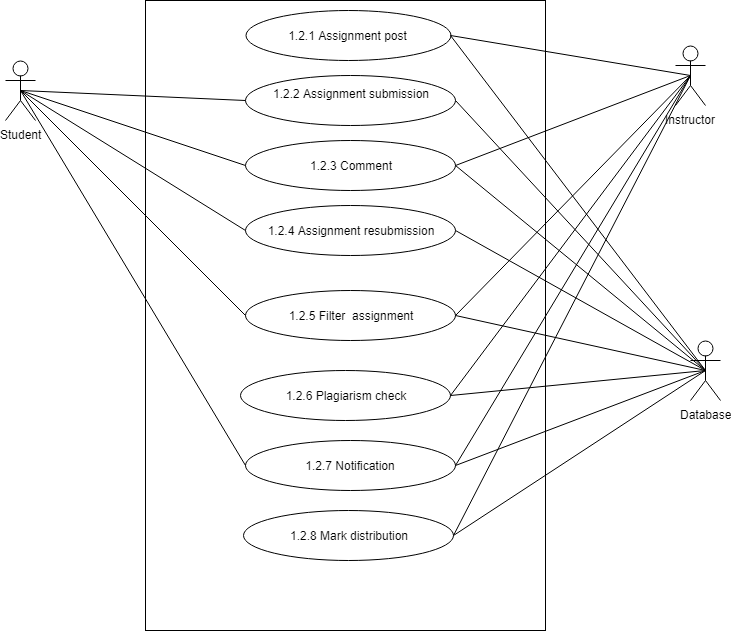 1.2.1 Assignment post
1.2.2 Assignment submission
Instructor
Student
1.2.3 Comment
1.2.4 Assignment resubmission
1.2.5 Filter  assignment
1.2.6 Plagiarism check
Database
1.2.7 Notification
1.2.8 Mark distribution